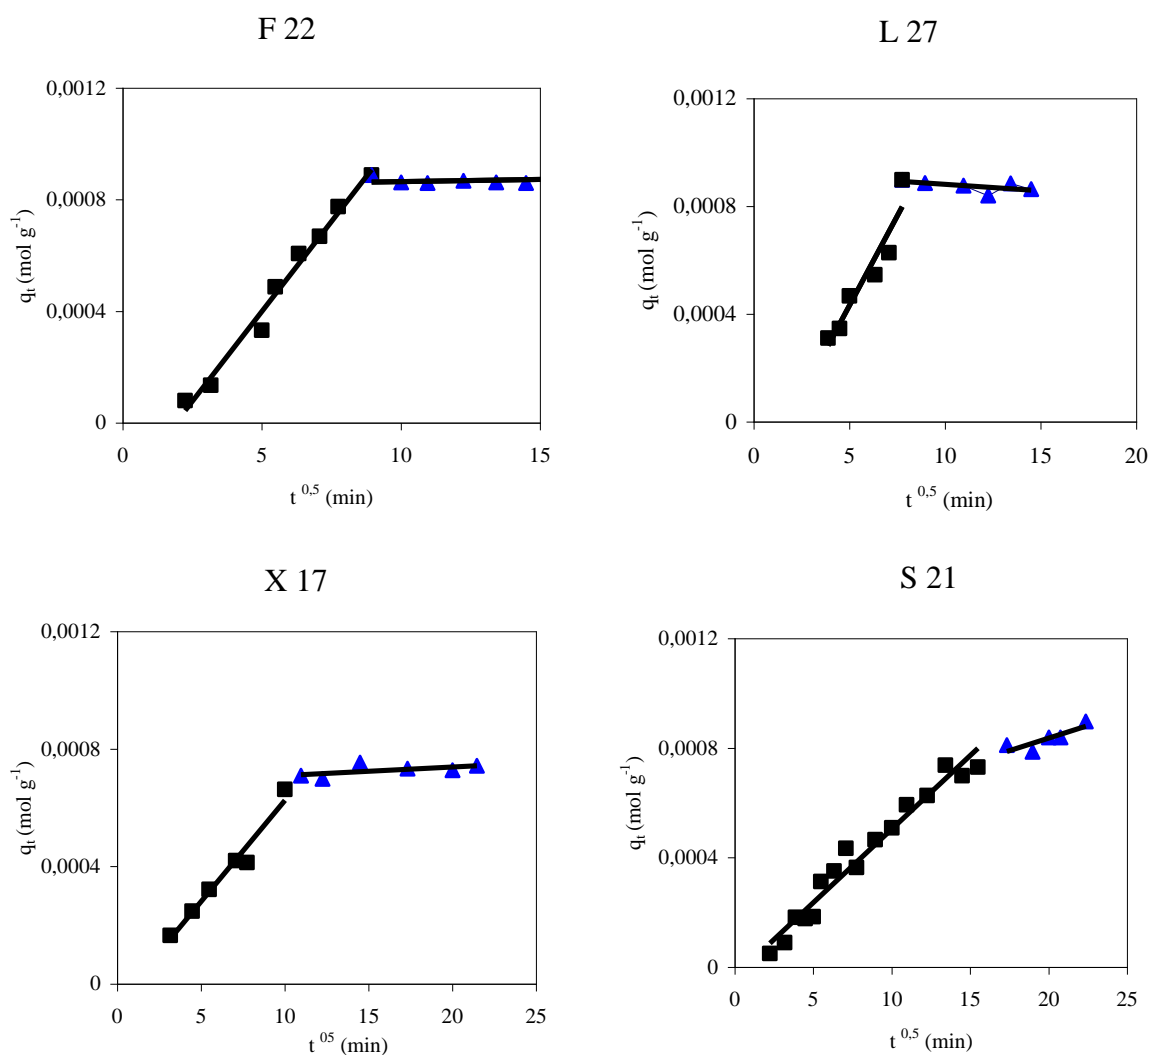 F 22
0,0012
0,0008
0,0004
0
qt (mol g-1)
0 5 10 15
t 0,5 (min)
L 27
0,0012
0,0008
0,0004
0
qt (mol g-1)
0 5 10 15 20
t 0,5 (min)
X 17
0,0012
0,0008
0,0004
0
qt (mol g-1)
0 5 10 15 20 25
t 05 (min)
S 21
0,0012
0,0008
0,0004
0
qt (mol g-1)
0 5 10 15 20 25
t 0,5 (min)